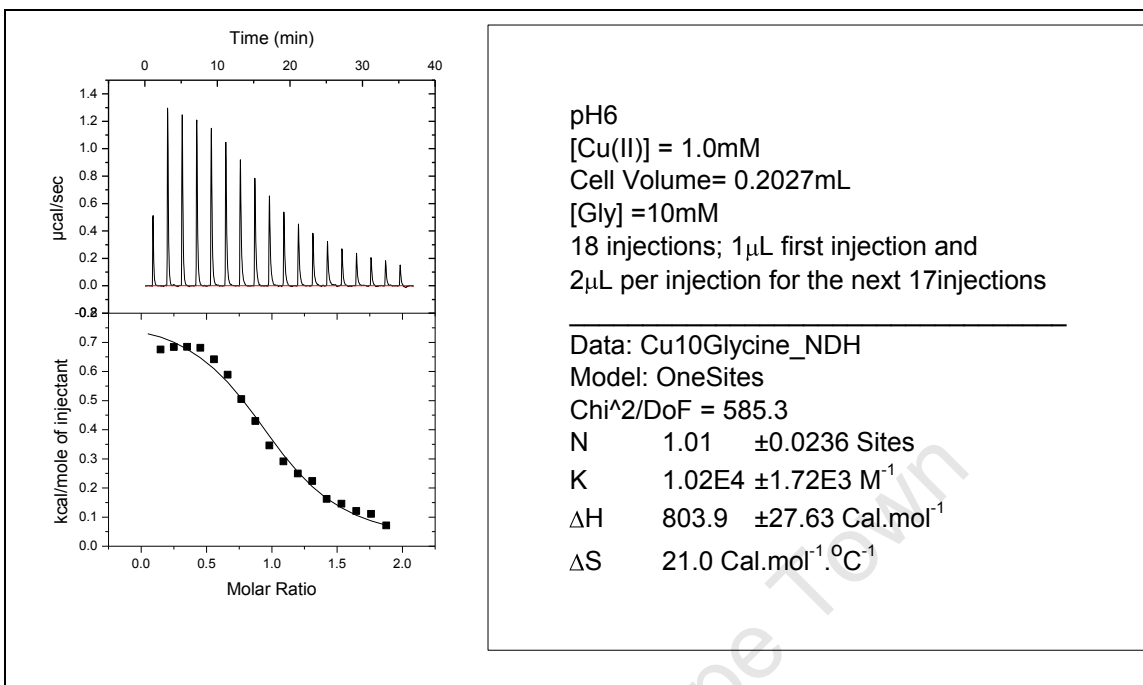 Time (min)
0 10 20 30 40
1.4
1.2
1.0
0.8
0.6
0.4
0.2
0.0
-0.2
µcal/sec
0.8
0.7
0.6
0.5
0.4
0.3
0.2
0.1
0.0
kcal/mole of injectant
0.0 0.5 1.0 1.5 2.0
Molar Ratio
pH6
[Cu(II)] = 1.0mM
Cell Volume= 0.2027mL
[Gly] =10mM
18 injections; 1µL first injection and
2µL per injection for the next 17injections
Data: Cu10Glycine_NDH
Model: OneSites
Chi^2/DoF = 585.3
N 1.01 ±0.0236 Sites
K 1.02E4 ±1.72E3 M⁻¹
ΔH 803.9 ±27.63 Cal.mol⁻¹
ΔS 21.0 Cal.mol⁻¹.°C⁻¹
pe Town